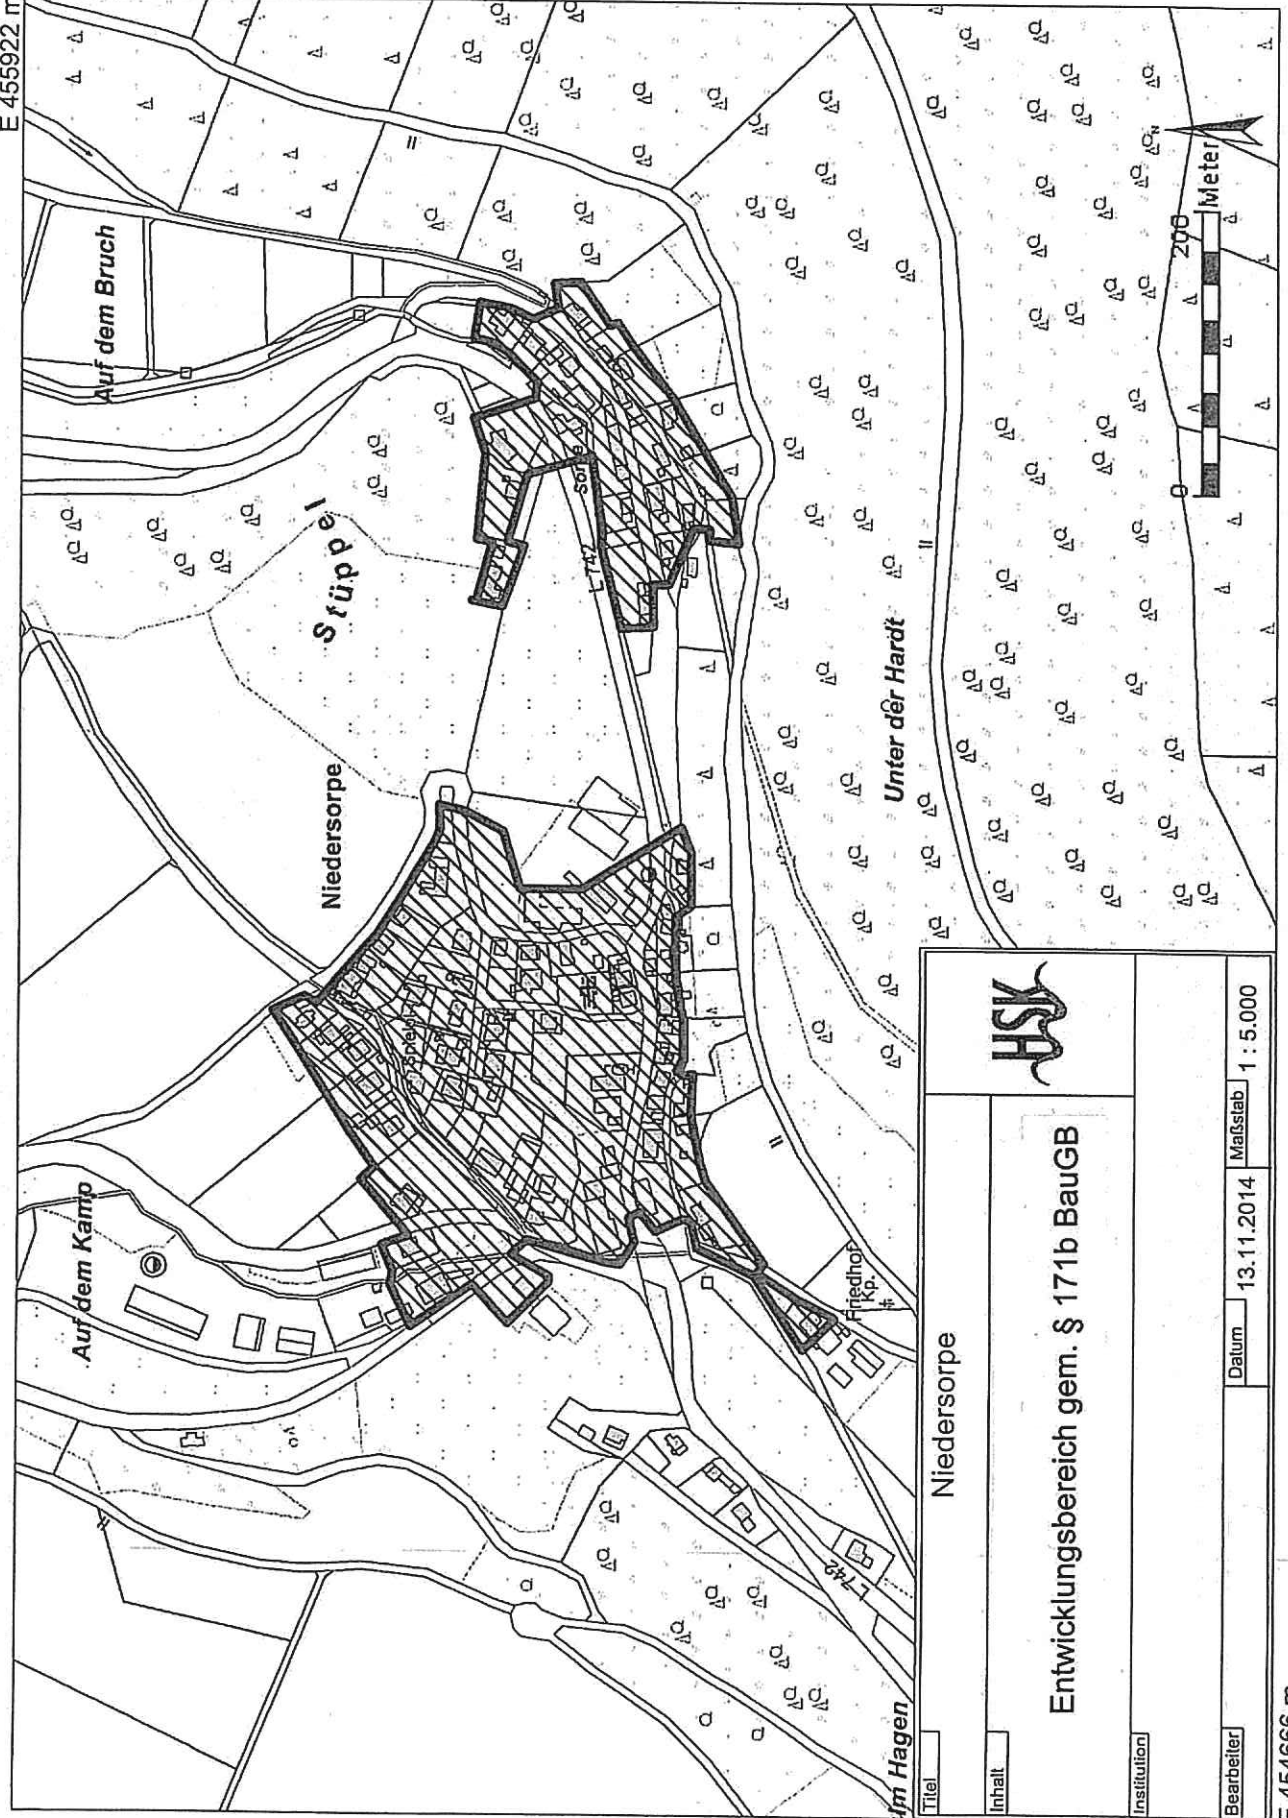 E 455922 m
Auf dem Bruch
Stüppel
Niedersorpe
Auf dem Kamp
Spielpl.
L 742
Unter der Hardt
Friedhof
Kp.
L 742
Im Hagen
N
0 200 Meter
Titel
Niedersorpe
HSK
Inhalt
Entwicklungsbereich gem. § 171b BauGB
Institution
Bearbeiter
Datum 13.11.2014
Maßstab 1 : 5.000